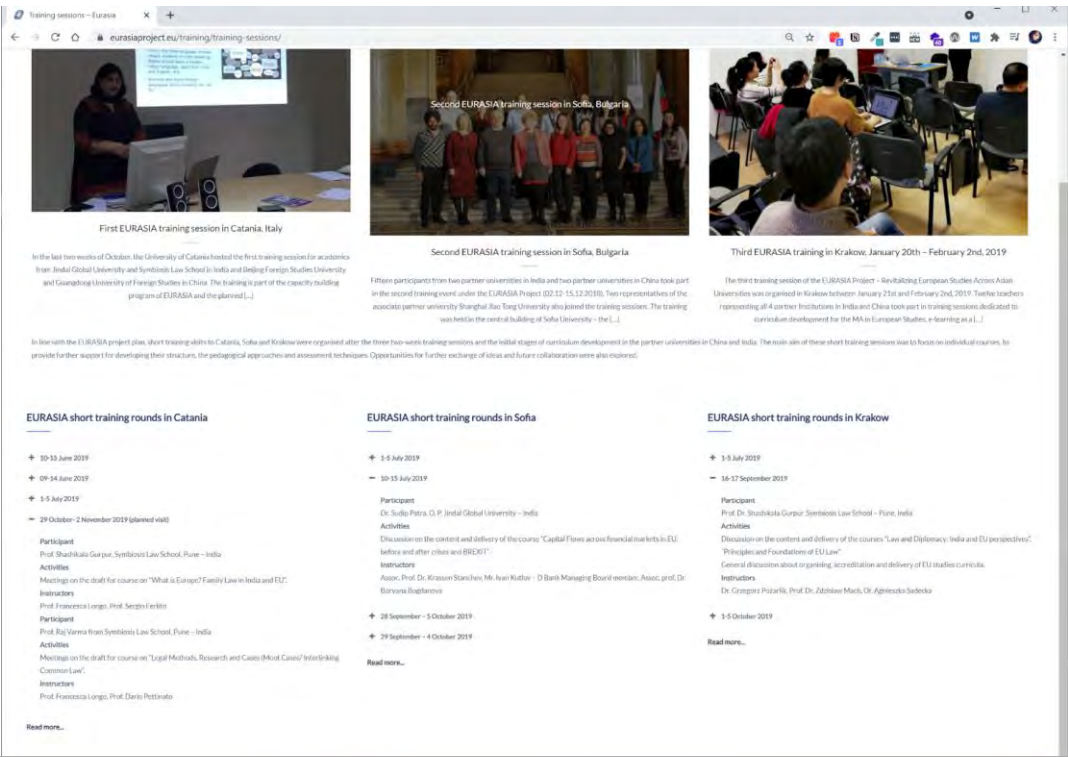 Training sessions – Eurasia
eurasiaproject.eu/training/training-sessions/
Second EURASIA training session in Sofia, Bulgaria
First EURASIA training session in Catania, Italy
In the last two weeks of October, the University of Catania hosted the first training session for academics
from Jindal Global University and Symbiosis Law School in India and Beijing Foreign Studies University
and Guangdong University of Foreign Studies in China. The training is part of the capacity building
program of EURASIA and the planned [...]
Second EURASIA training session in Sofia, Bulgaria
Fifteen participants from two partner universities in India and two partner universities in China took part
in the second training event under the EURASIA Project (02.12-15.12.2018). Two representatives of the
associate partner university Shanghai Jiao Tong University also joined the training sessions. The training
was held in the central building of Sofia University – the [...]
Third EURASIA training in Krakow, January 20th – February 2nd, 2019
The third training session of the EURASIA Project – Revitalizing European Studies Across Asian
Universities was organised in Krakow between January 21st and February 2nd, 2019. Twelve teachers
representing all 4 partner Institutions in India and China took part in training sessions dedicated to
curriculum development for the MA in European Studies, e-learning as a [...]
In line with the EURASIA project plan, short training visits to Catania, Sofia and Krakow were organised after the three two-week training sessions and the initial stages of curriculum development in the partner universities in China and India. The main aim of these short training sessions was to focus on individual courses, to
provide further support for developing their structure, the pedagogical approaches and assessment techniques. Opportunities for further exchange of ideas and future collaboration were also explored.
EURASIA short training rounds in Catania
+ 10-15 June 2019
+ 09-14 June 2019
+ 1-5 July 2019
– 29 October- 2 November 2019 (planned visit)
Participant
Prof. Shashikala Gurpur, Symbiosis Law School, Pune – India
Activities
Meetings on the draft for course on "What is Europe? Family Law in India and EU".
Instructors
Prof. Francesca Longo, Prof. Sergio
Participant
Prof. Raj Varma from Symbiosis Law School, Pune – India
Activities
Meetings on the draft for course on "Legal Methods, Research and Cases (Moot Cases/ Interlinking
Common Law".
Instructors
Prof. Francesca Longo, Prof. Dario Pettinato
Read more...
EURASIA short training rounds in Sofia
+ 1-5 July 2019
– 10-15 July 2019
Participant
Dr. Sudip Patra, O. P. Jindal Global University – India
Activities
Discussion on the content and delivery of the course "Capital Flows across financial markets in EU,
before and after crises and BREXIT".
Instructors
Assoc. Prof. Dr. Krassen Stanchev, Mr. Ivan Kutlov – D Bank Managing Board member, Assoc. prof. Dr.
Boryana Bogdanova
+ 28 September – 5 October 2019
+ 29 September – 4 October 2019
Read more...
EURASIA short training rounds in Krakow
+ 1-5 July 2019
– 16-17 September 2019
Participant
Prof. Dr. Shashikala Gurpur, Symbiosis Law School – Pune, India
Activities
Discussion on the content and delivery of the courses "Law and Diplomacy: India and EU perspectives",
"Principles and Foundations of EU Law".
General discussion about organising, accreditation and delivery of EU studies curricula.
Instructors
Dr. Grzegorz Pożarlik, Prof. Dr. Zdzisław Mach, Dr. Agnieszka Sadecka
+ 1-5 October 2019
Read more...